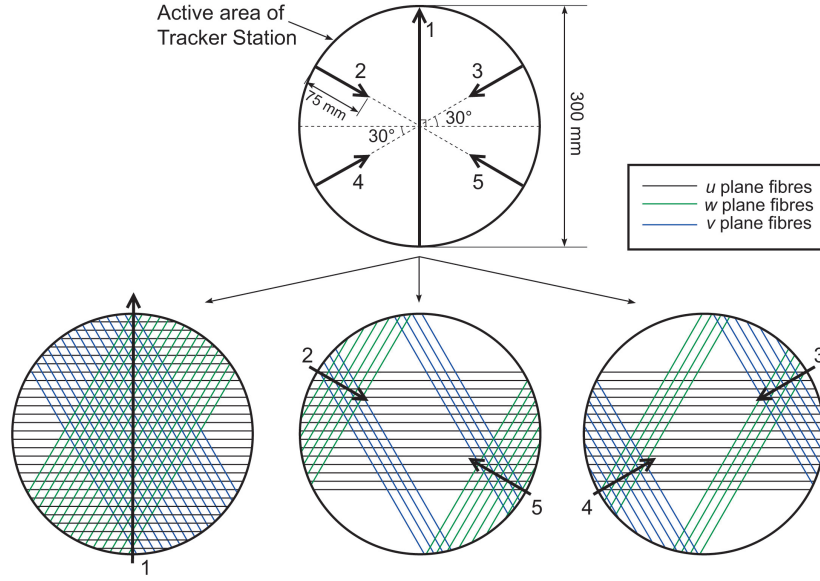 Active area of
Tracker Station
1
2
3
75 mm
30°
30°
300 mm
4
5
u plane fibres
w plane fibres
v plane fibres
2
3
5
4
1